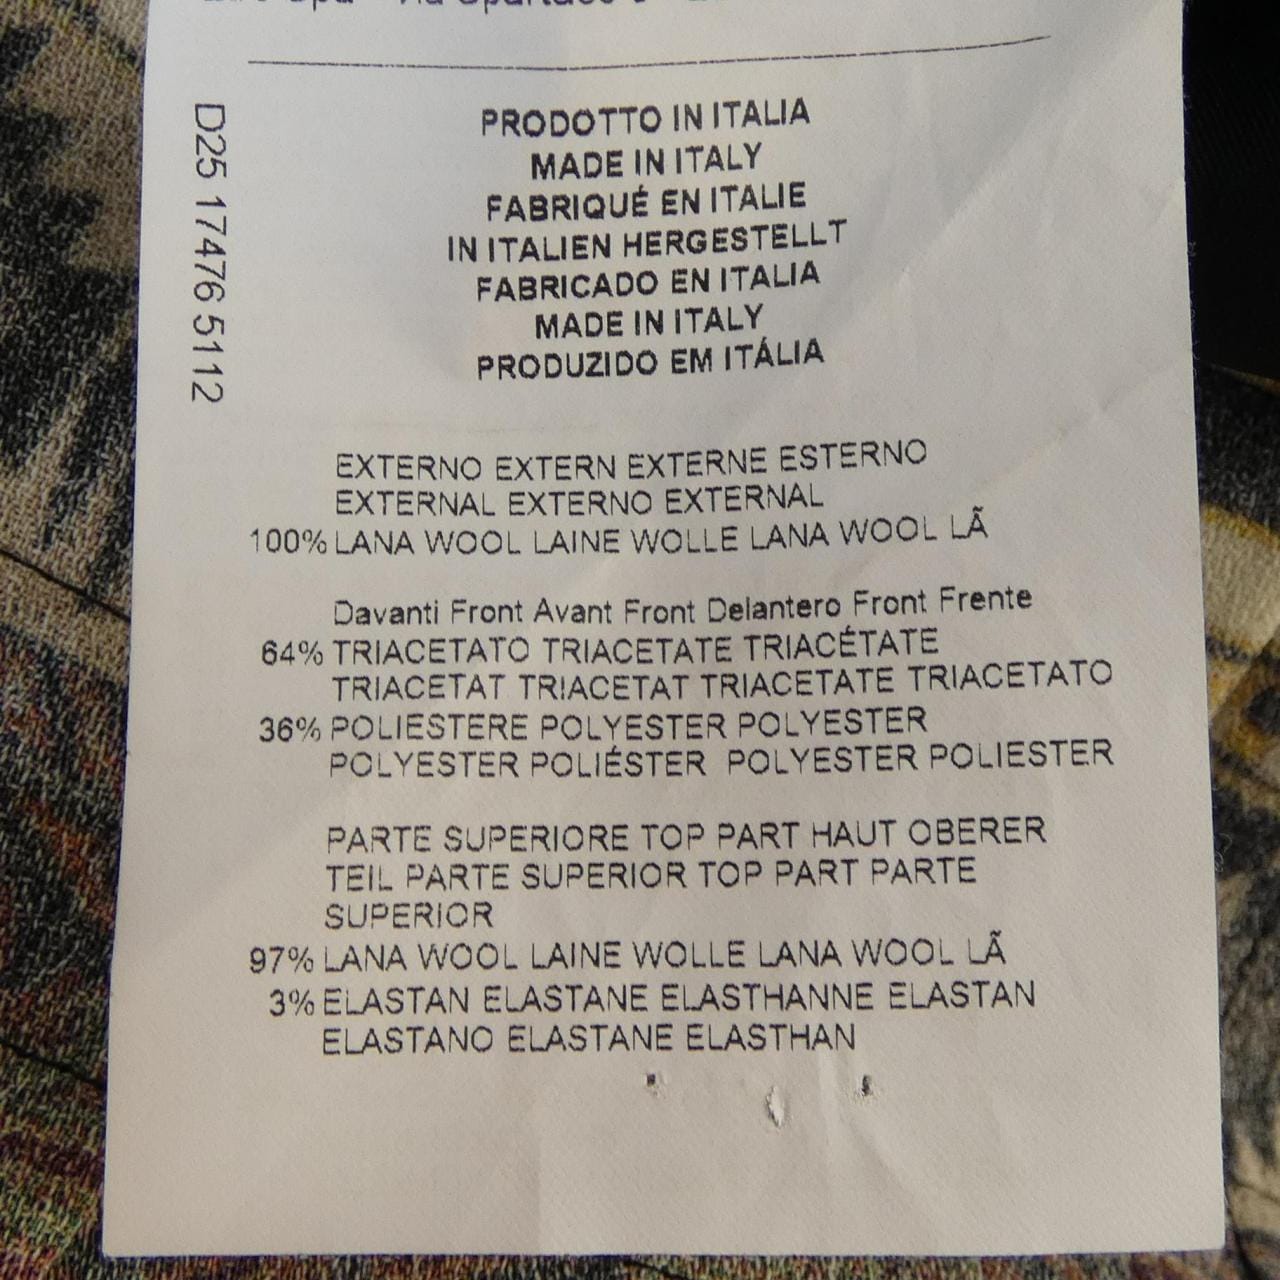 PRODOTTO IN ITALIA
MADE IN ITALY
FABRIQUÉ EN ITALIE
IN ITALIEN HERGESTELLT
FABRICADO EN ITALIA
MADE IN ITALY
PRODUZIDO EM ITÁLIA
D25 17476 5112
EXTERNO EXTERN EXTERNE ESTERNO
EXTERNAL EXTERNO EXTERNAL
100% LANA WOOL LAINE WOLLE LANA WOOL LÃ
Davanti Front Avant Front Delantero Front Frente
64% TRIACETATO TRIACETATE TRIACÉTATE
TRIACETAT TRIACETAT TRIACETATE TRIACETATO
36% POLIESTERE POLYESTER POLYESTER
POLYESTER POLIÉSTER POLYESTER POLIESTER
PARTE SUPERIORE TOP PART HAUT OBERER
TEIL PARTE SUPERIOR TOP PART PARTE
SUPERIOR
97% LANA WOOL LAINE WOLLE LANA WOOL LÃ
3% ELASTAN ELASTANE ELASTHANNE ELASTAN
ELASTANO ELASTANE ELASTHAN